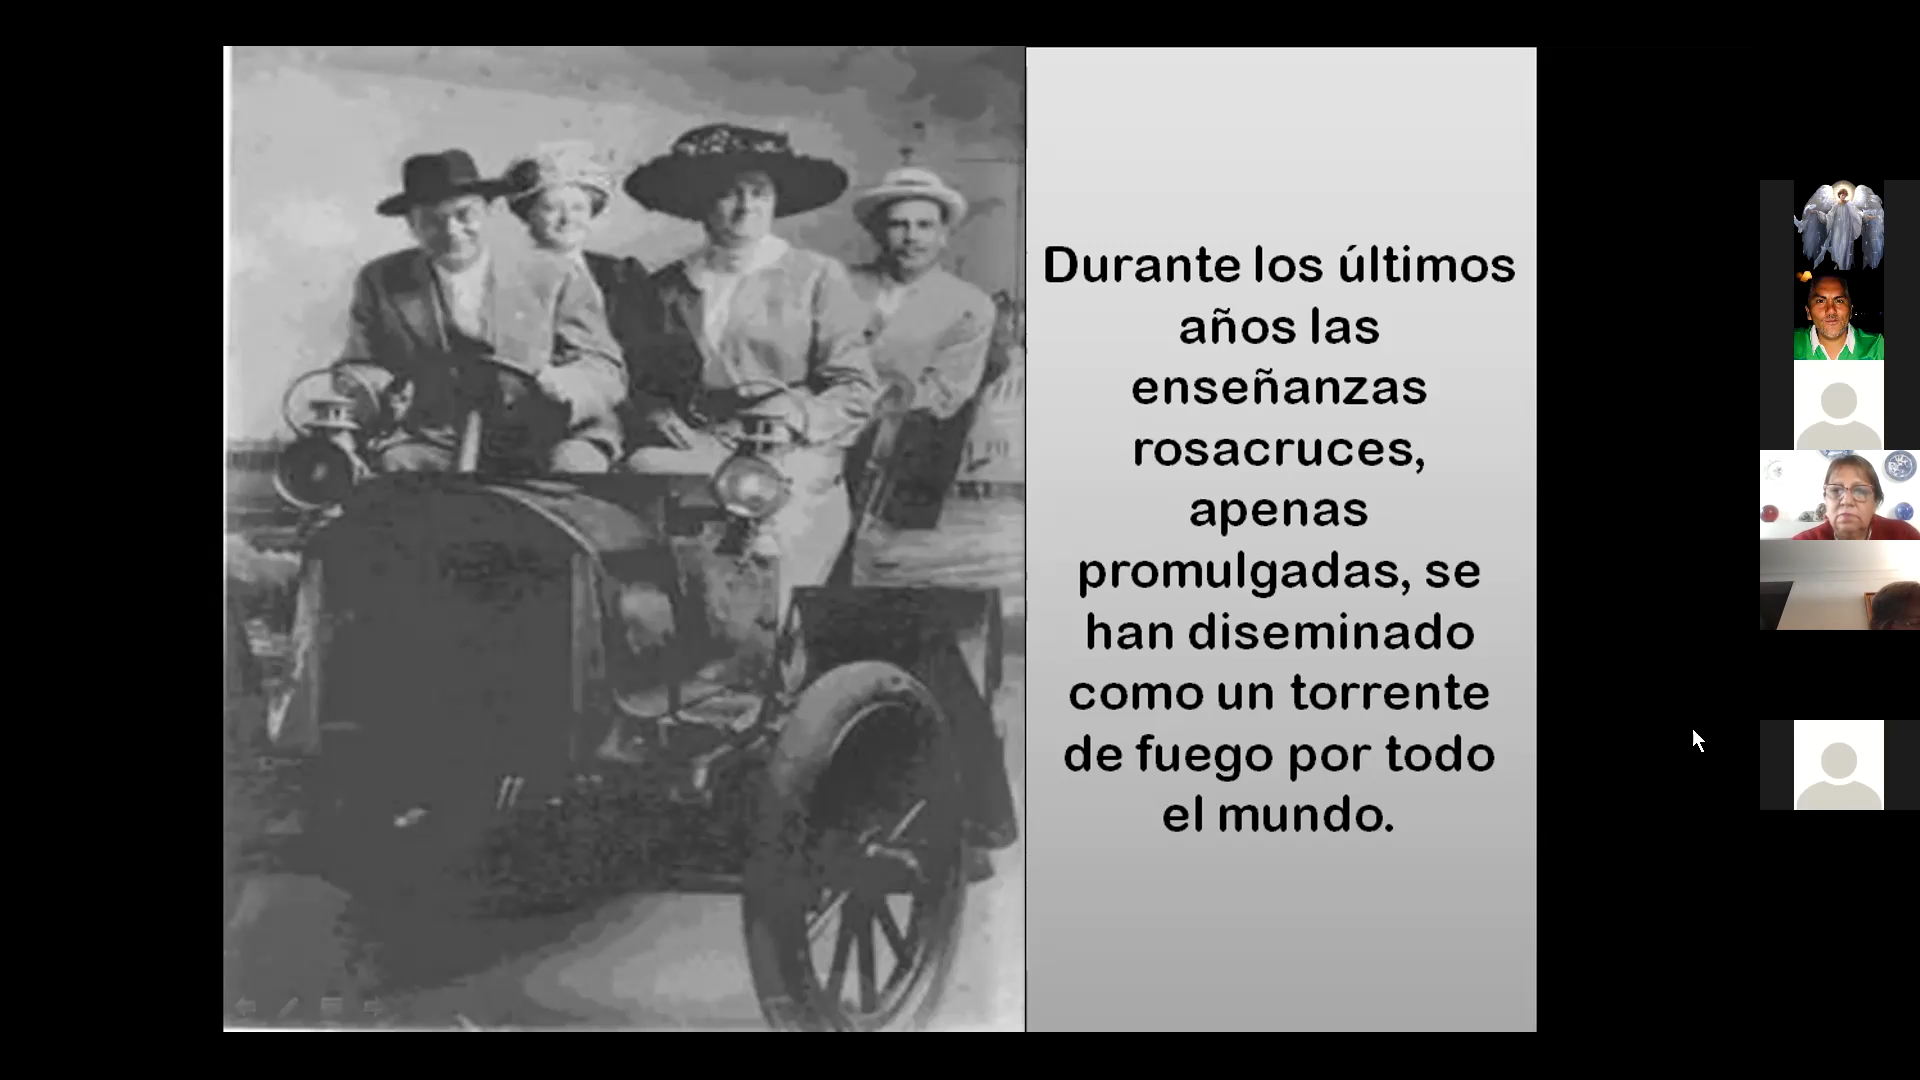 Durante los últimos
años las
enseñanzas
rosacruces,
apenas
promulgadas, se
han diseminado
como un torrente
de fuego por todo
el mundo.